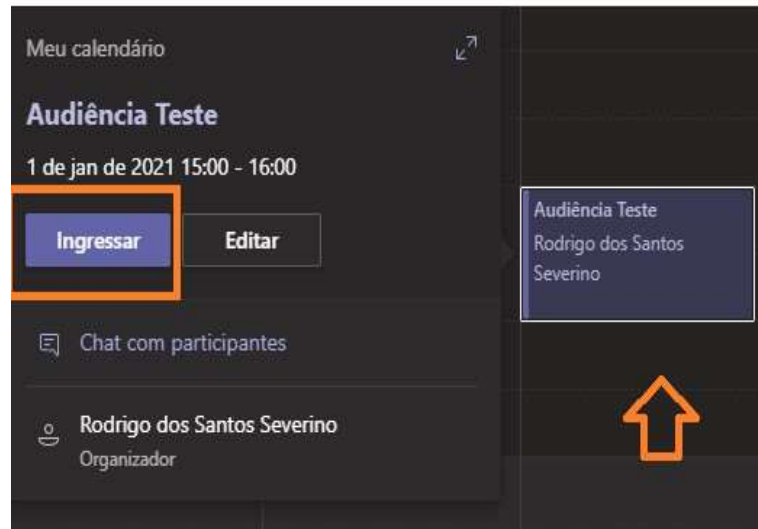 Meu calendário
Audiência Teste
1 de jan de 2021 15:00 - 16:00
Ingressar
Editar
Chat com participantes
Rodrigo dos Santos Severino
Organizador
Audiência Teste
Rodrigo dos Santos
Severino